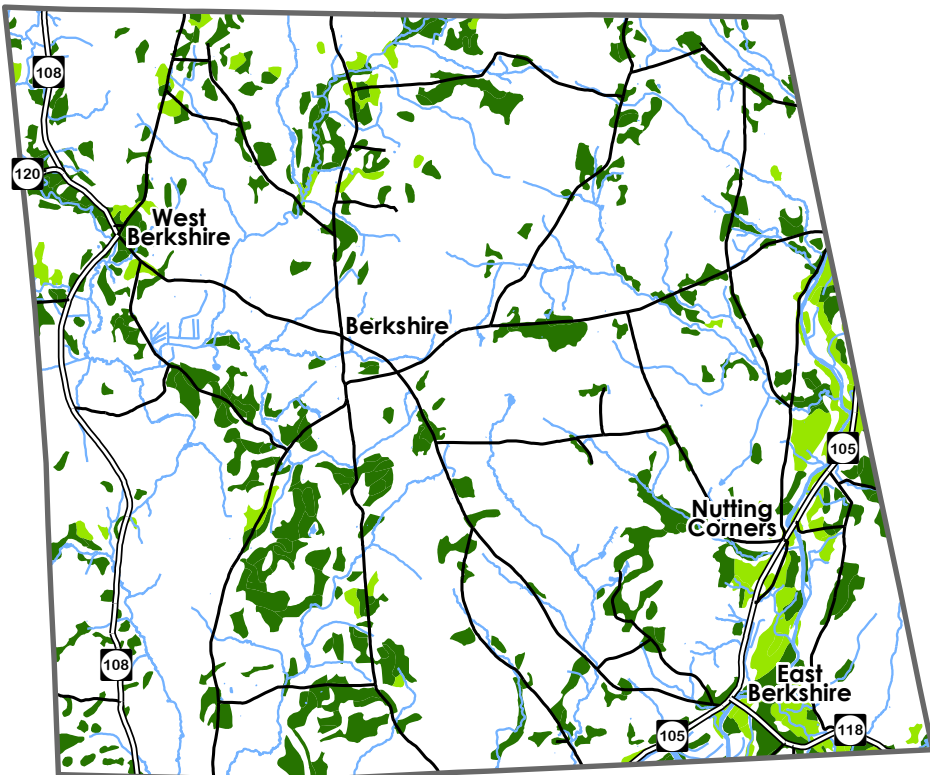 108
120
West
Berkshire
Berkshire
105
Nutting
Corners
108
East
Berkshire
105
118